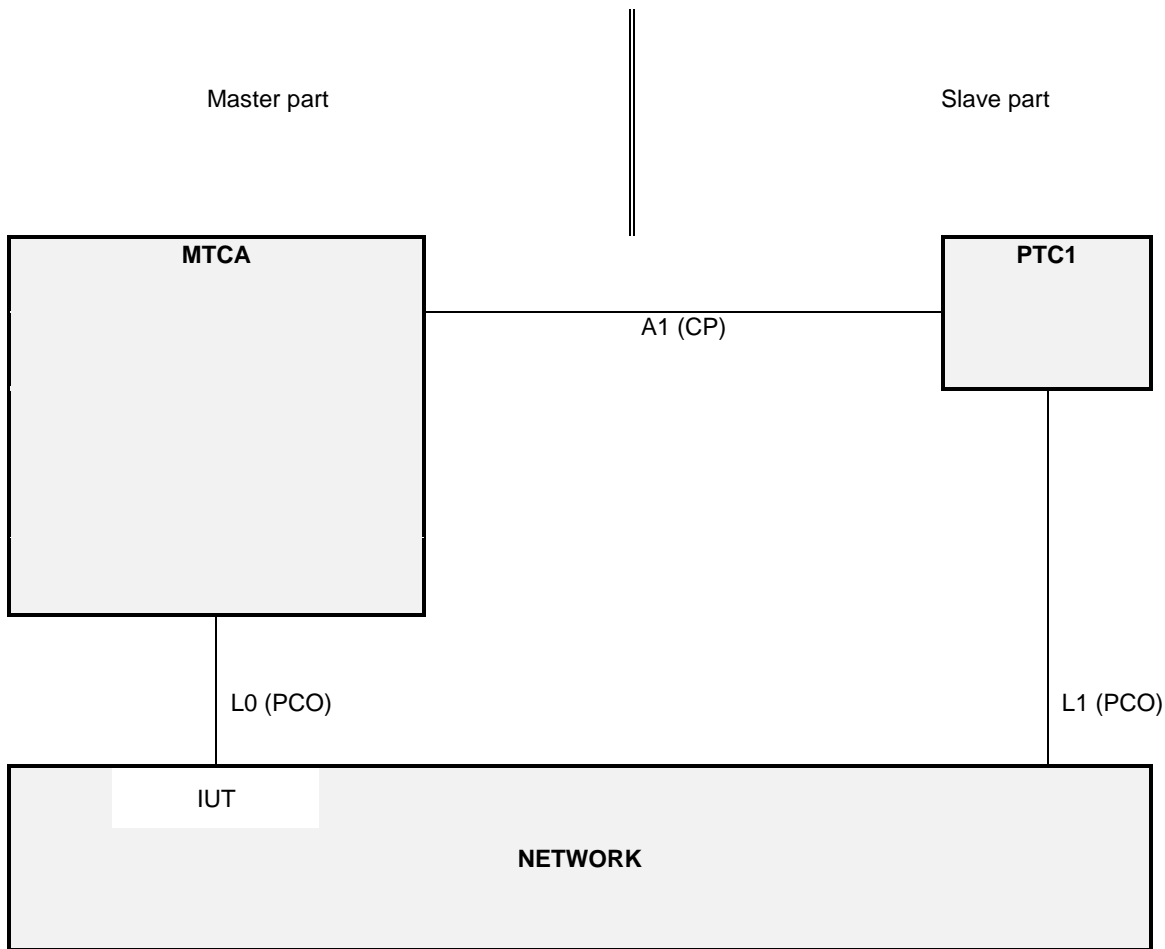 Master part
Slave part
MTCA
PTC1
A1 (CP)
L0 (PCO)
L1 (PCO)
IUT
NETWORK